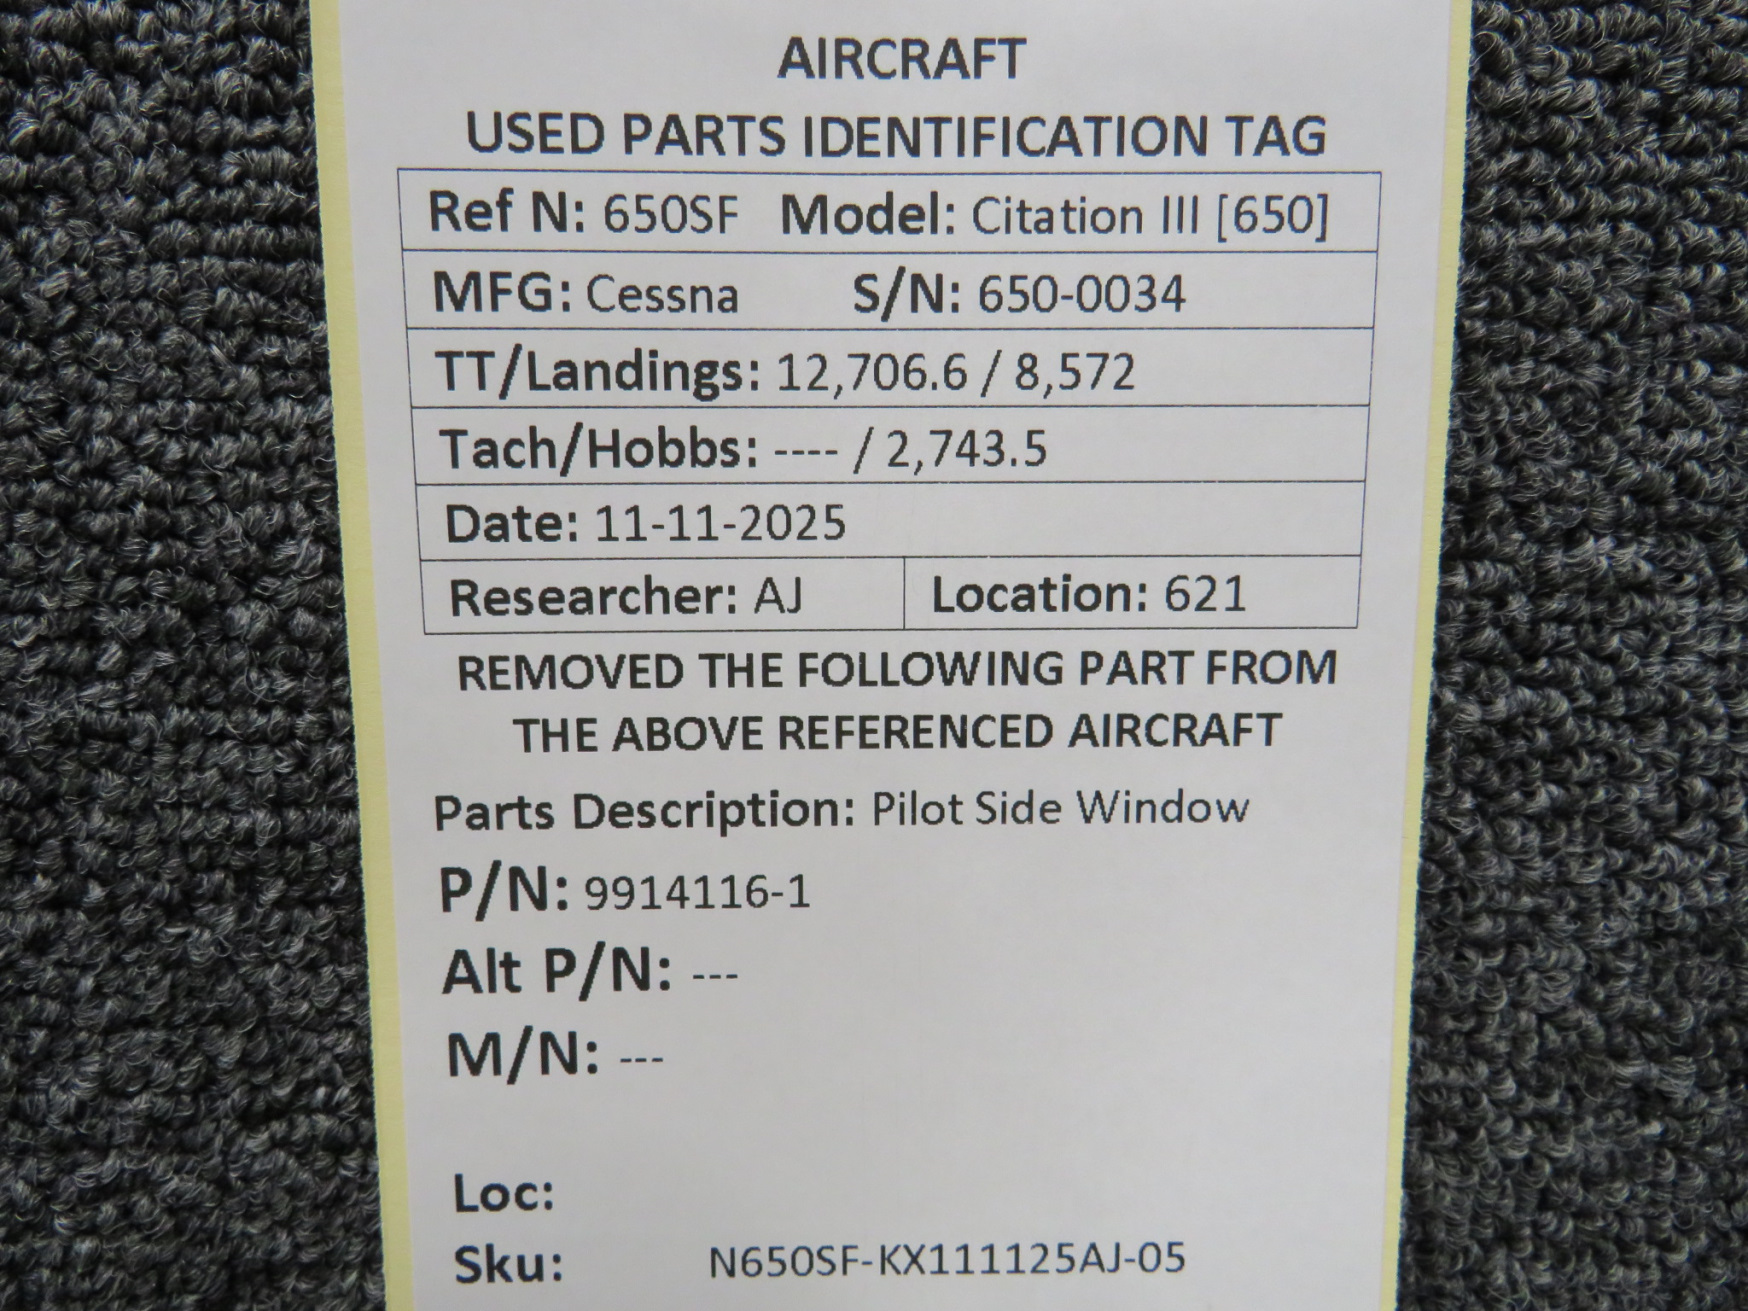 AIRCRAFT
USED PARTS IDENTIFICATION TAG
Ref N: 650SF Model: Citation III [650]
MFG: Cessna S/N: 650-0034
TT/Landings: 12,706.6 / 8,572
Tach/Hobbs: ---- / 2,743.5
Date: 11-11-2025
Researcher: AJ Location: 621
REMOVED THE FOLLOWING PART FROM
THE ABOVE REFERENCED AIRCRAFT
Parts Description: Pilot Side Window
P/N: 9914116-1
Alt P/N: ---
M/N: ---
Loc:
Sku: N650SF-KX111125AJ-05